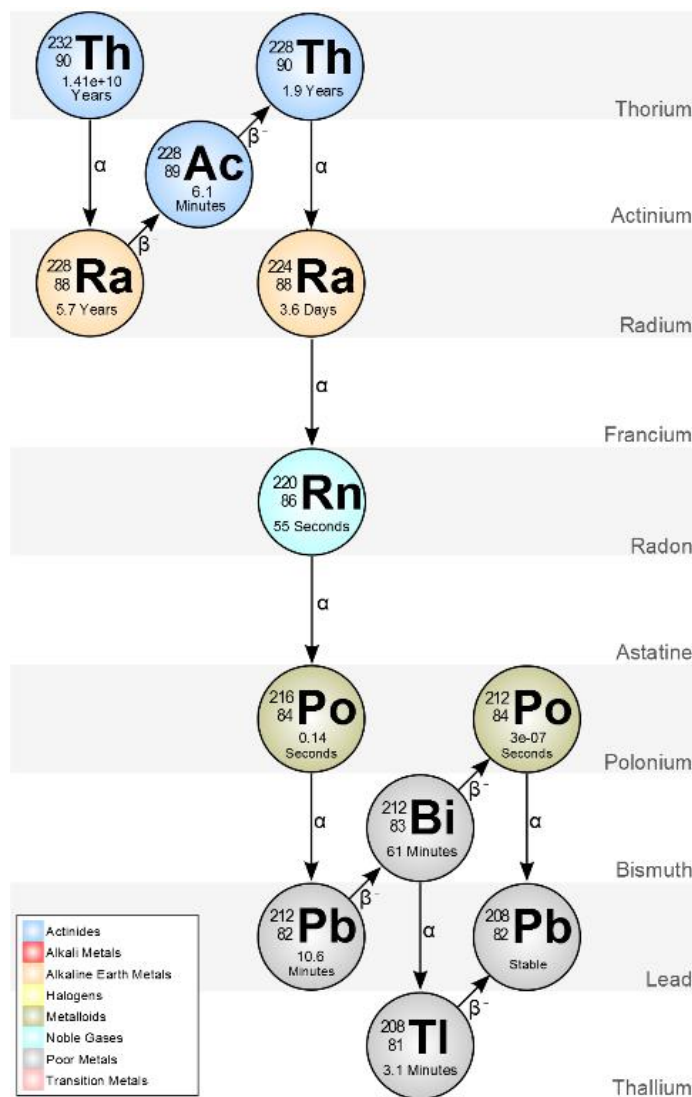 232
90
Th
1.41e+10
Years
228
90
Th
1.9 Years
Thorium
α
β⁻
α
228
89
Ac
6.1
Minutes
Actinium
β⁻
228
88
Ra
5.7 Years
224
88
Ra
3.6 Days
Radium
α
Francium
220
86
Rn
55 Seconds
Radon
α
Astatine
216
84
Po
0.14
Seconds
212
84
Po
3e-07
Seconds
Polonium
β⁻
α
212
83
Bi
61 Minutes
α
Bismuth
β⁻
212
82
Pb
10.6
Minutes
α
208
82
Pb
Stable
Lead
β⁻
208
81
Tl
3.1 Minutes
Thallium
Actinides
Alkali Metals
Alkaline Earth Metals
Halogens
Metalloids
Noble Gases
Poor Metals
Transition Metals